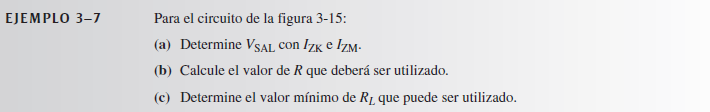 EJEMPLO 3–7 Para el circuito de la figura 3-15:
(a) Determine VSAL con IZK e IZM.
(b) Calcule el valor de R que deberá ser utilizado.
(c) Determine el valor mínimo de RL que puede ser utilizado.